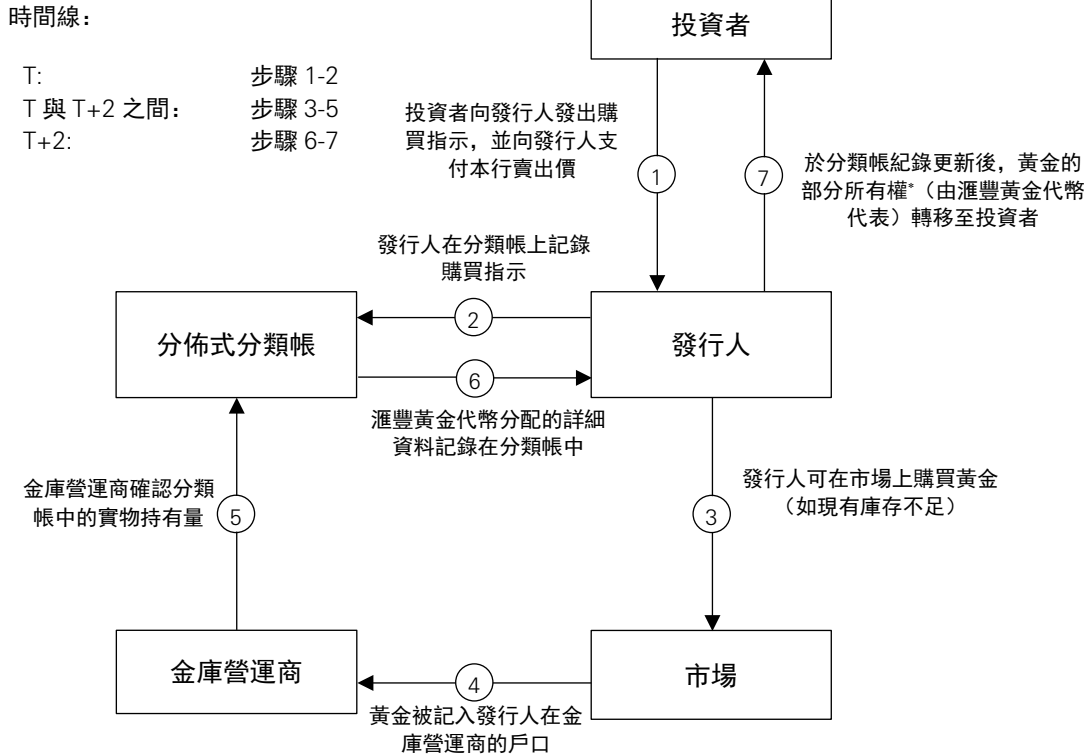 時間線：
T: 步驟 1-2
T 與 T+2 之間： 步驟 3-5
T+2: 步驟 6-7
投資者
投資者向發行人發出購
買指示，並向發行人支
付本行賣出價
1
7
於分類帳紀錄更新後，黃金的
部分所有權*（由滙豐黃金代幣
代表）轉移至投資者
發行人在分類帳上記錄
購買指示
分佈式分類帳
2
發行人
6
滙豐黃金代幣分配的詳細
資料記錄在分類帳中
金庫營運商確認分類
帳中的實物持有量
5
發行人可在市場上購買黃金
（如現有庫存不足）
3
金庫營運商
4
市場
黃金被記入發行人在金
庫營運商的戶口